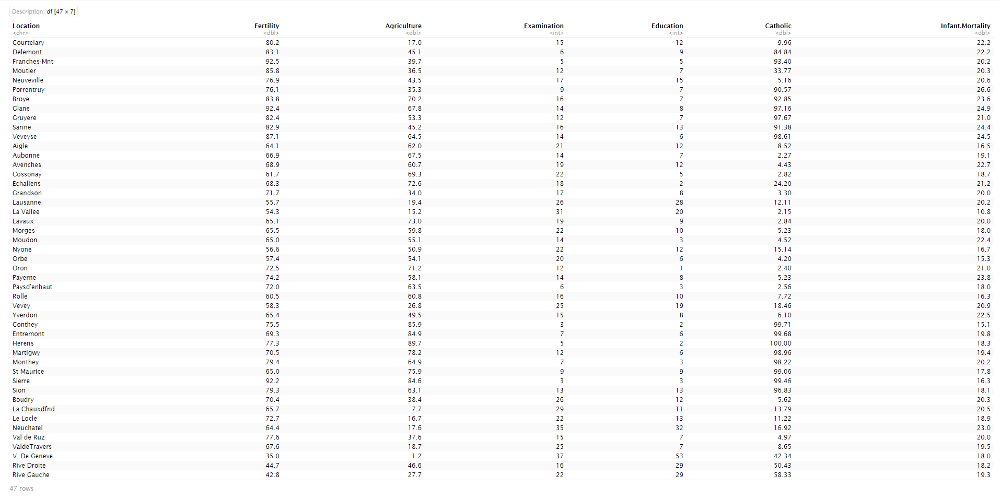 Description: df [47 × 7]
Location Fertility Agriculture Examination Education Catholic Infant.Mortality
<chr> <dbl> <dbl> <int> <int> <dbl> <dbl>
Courtelary 80.2 17.0 15 12 9.96 22.2
Delemont 83.1 45.1 6 9 84.84 22.2
Franches-Mnt 92.5 39.7 5 5 93.40 20.2
Moutier 85.8 36.5 12 7 33.77 20.3
Neuveville 76.9 43.5 17 15 5.16 20.6
Porrentruy 76.1 35.3 9 7 90.57 26.6
Broye 83.8 70.2 16 7 92.85 23.6
Glane 92.4 67.8 14 8 97.16 24.9
Gruyere 82.4 53.3 12 7 97.67 21.0
Sarine 82.9 45.2 16 13 91.38 24.4
Veveyse 87.1 64.5 14 6 98.61 24.5
Aigle 64.1 62.0 21 12 8.52 16.5
Aubonne 66.9 67.5 14 7 2.27 19.1
Avenches 68.9 60.7 19 12 4.43 22.7
Cossonay 61.7 69.3 22 5 2.82 18.7
Echallens 68.3 72.6 18 2 24.20 21.2
Grandson 71.7 34.0 17 8 3.30 20.0
Lausanne 55.7 19.4 26 28 12.11 20.2
La Vallee 54.3 15.2 31 20 2.15 10.8
Lavaux 65.1 73.0 19 9 2.84 20.0
Morges 65.5 59.8 22 10 5.23 18.0
Moudon 65.0 55.1 14 3 4.52 22.4
Nyone 56.6 50.9 22 12 15.14 16.7
Orbe 57.4 54.1 20 6 4.20 15.3
Oron 72.5 71.2 12 1 2.40 21.0
Payerne 74.2 58.1 14 8 5.23 23.8
Paysd'enhaut 72.0 63.5 6 3 2.56 18.0
Rolle 60.5 60.8 16 10 7.72 16.3
Vevey 58.3 26.8 25 19 18.46 20.9
Yverdon 65.4 49.5 15 8 6.10 22.5
Conthey 75.5 85.9 3 2 99.71 15.1
Entremont 69.3 84.9 7 6 99.68 19.8
Herens 77.3 89.7 5 2 100.00 18.3
Martigwy 70.5 78.2 12 6 98.96 19.4
Monthey 79.4 64.9 7 3 98.22 20.2
St Maurice 65.0 75.9 9 9 99.06 17.8
Sierre 92.2 84.6 3 3 99.46 16.3
Sion 79.3 63.1 13 13 96.83 18.1
Boudry 70.4 38.4 26 12 5.62 20.3
La Chauxdfnd 65.7 7.7 29 11 13.79 20.5
Le Locle 72.7 16.7 22 13 11.22 18.9
Neuchatel 64.4 17.6 35 32 16.92 23.0
Val de Ruz 77.6 37.6 15 7 4.97 20.0
ValdeTravers 67.6 18.7 25 7 8.65 19.5
V. De Geneve 35.0 1.2 37 53 42.34 18.0
Rive Droite 44.7 46.6 16 29 50.43 18.2
Rive Gauche 42.8 27.7 22 29 58.33 19.3
47 rows